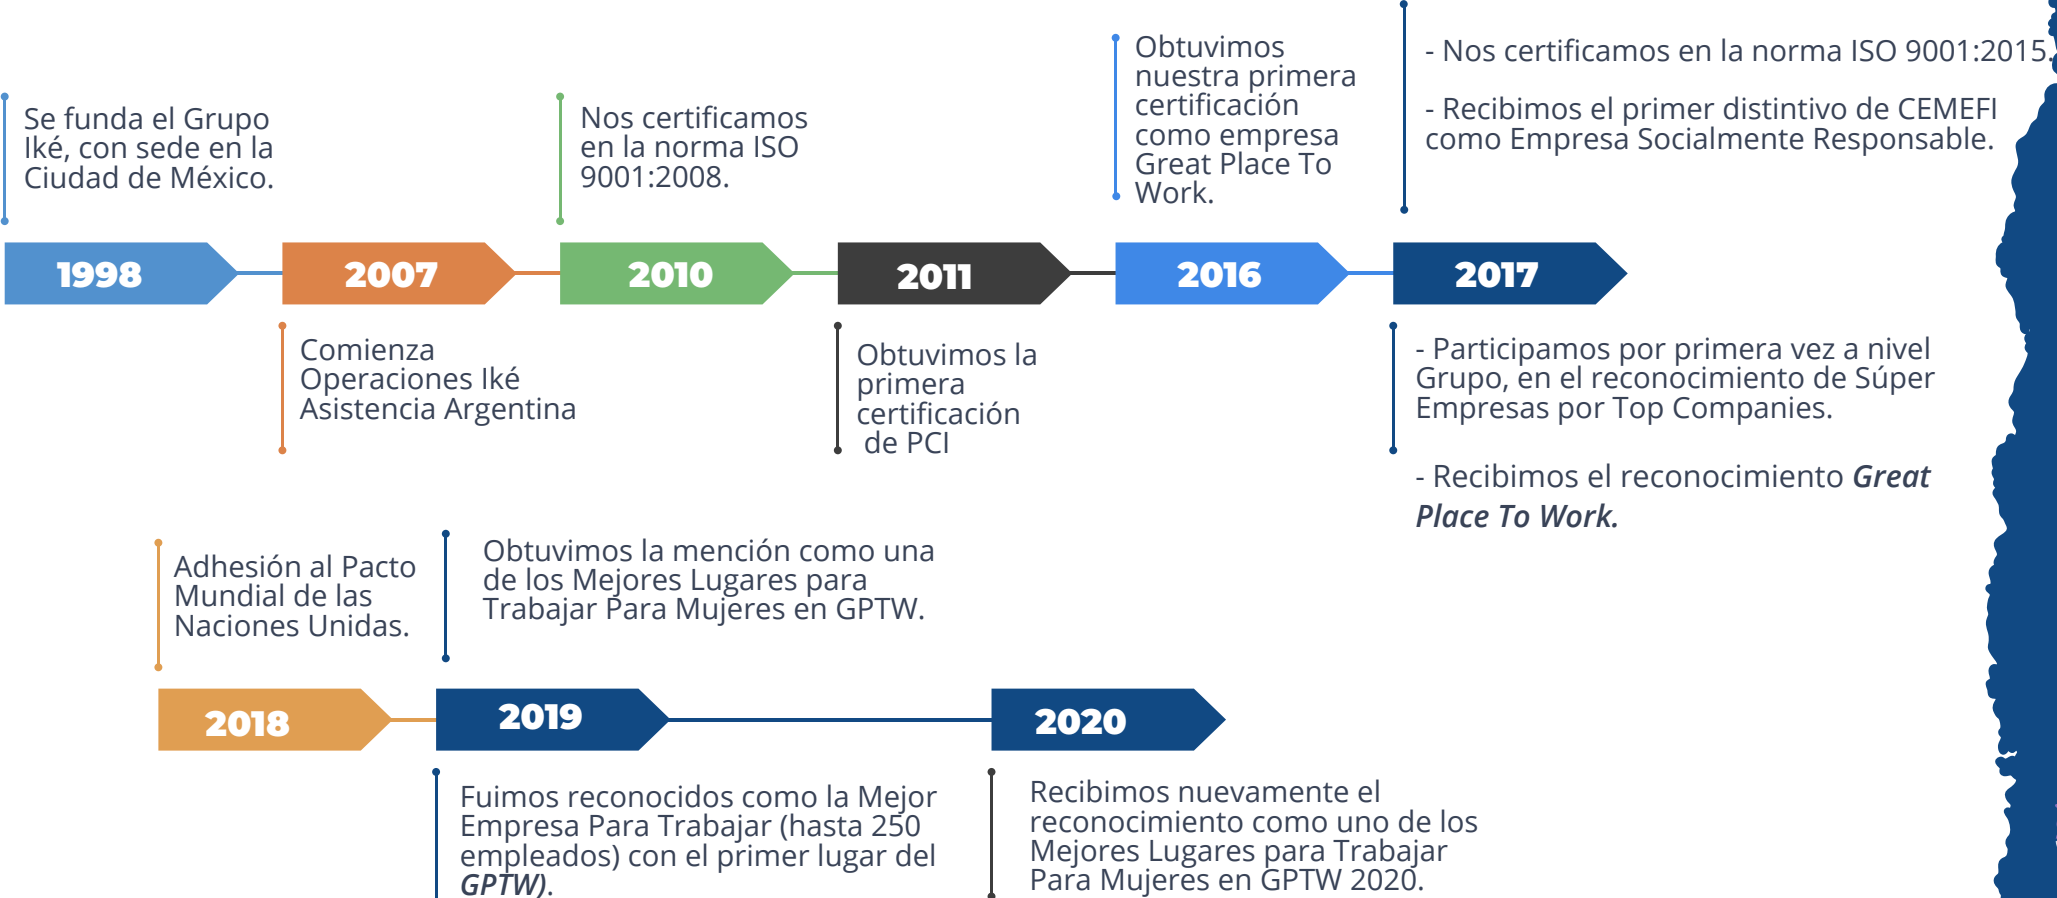 Se funda el Grupo
Iké, con sede en la
Ciudad de México.
1998
2007
Comienza
Operaciones Iké
Asistencia Argentina
Nos certificamos
en la norma ISO
9001:2008.
2010
2011
Obtuvimos la
primera
certificación
de PCI
Obtuvimos
nuestra primera
certificación
como empresa
Great Place To
Work.
2016
- Nos certificamos en la norma ISO 9001:2015.
- Recibimos el primer distintivo de CEMEFI
como Empresa Socialmente Responsable.
2017
- Participamos por primera vez a nivel
Grupo, en el reconocimiento de Súper
Empresas por Top Companies.
- Recibimos el reconocimiento Great
Place To Work.
Adhesión al Pacto
Mundial de las
Naciones Unidas.
2018
Obtuvimos la mención como una
de los Mejores Lugares para
Trabajar Para Mujeres en GPTW.
2019
Fuimos reconocidos como la Mejor
Empresa Para Trabajar (hasta 250
empleados) con el primer lugar del
GPTW).
2020
Recibimos nuevamente el
reconocimiento como uno de los
Mejores Lugares para Trabajar
Para Mujeres en GPTW 2020.